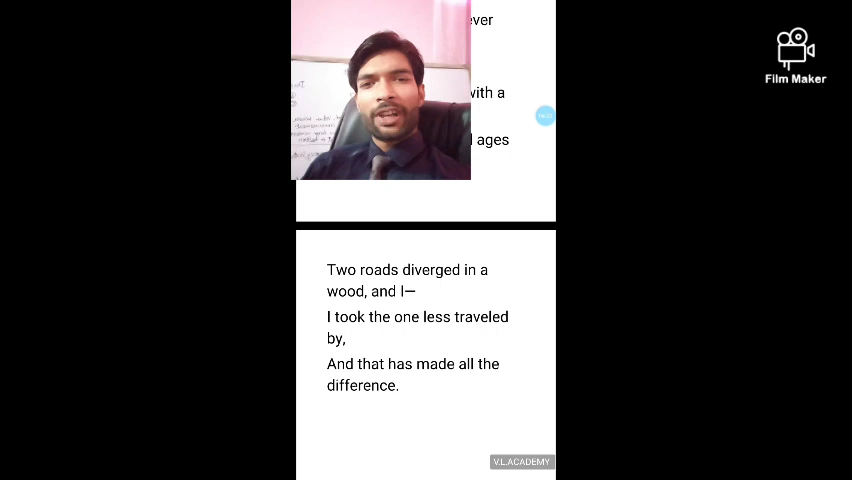 ever
with a
ages
Film Maker
Two roads diverged in a
wood, and I—
I took the one less traveled
by,
And that has made all the
difference.
V.L.ACADEMY